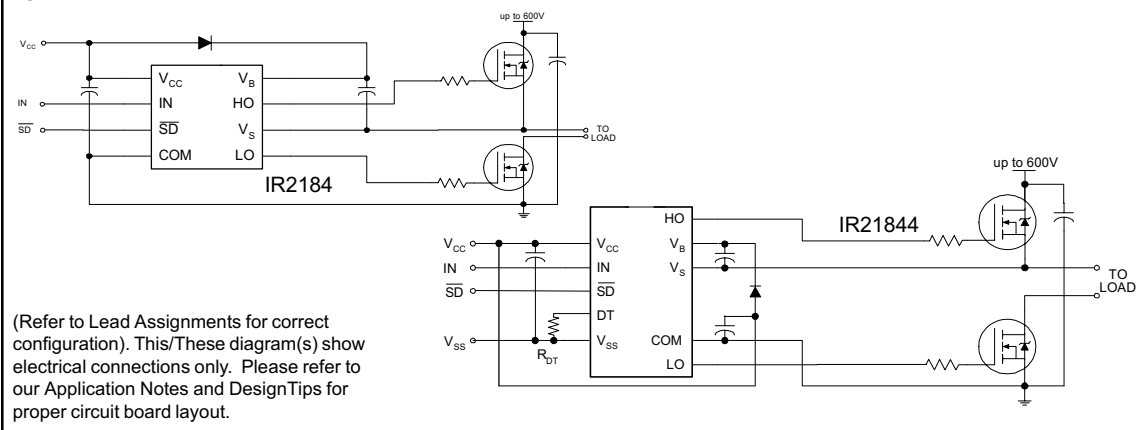 up to 600V
VCC
VCC
VB
IN
IN
HO
SD
SD
VS
TO
LOAD
COM
LO
IR2184
up to 600V
HO
IR21844
VCC
VCC
VB
IN
IN
VS
SD
SD
TO
LOAD
DT
VSS
VSS
COM
RDT
LO
(Refer to Lead Assignments for correct
configuration). This/These diagram(s) show
electrical connections only. Please refer to
our Application Notes and DesignTips for
proper circuit board layout.